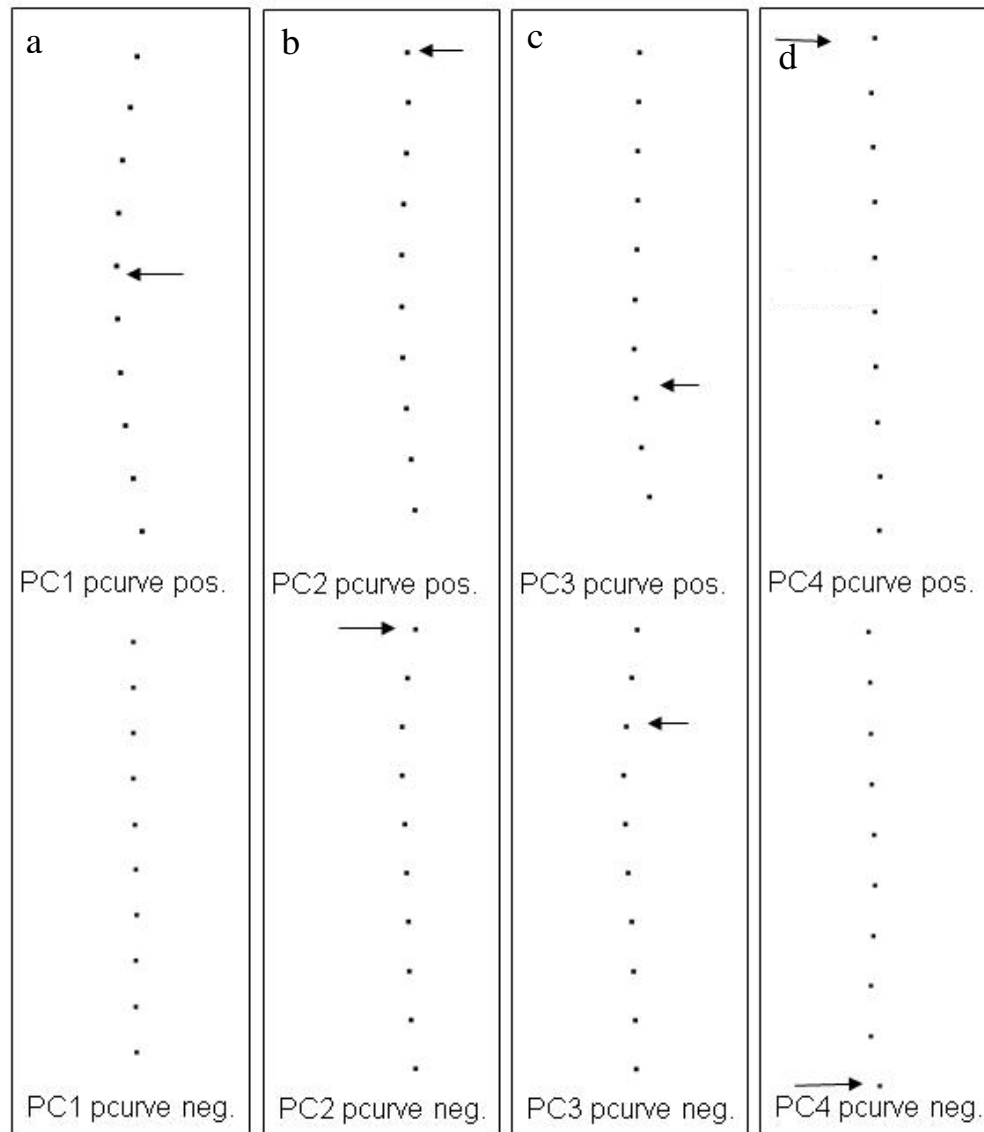 a
b
c
d
PC1 pcurve pos.
PC2 pcurve pos.
PC3 pcurve pos.
PC4 pcurve pos.
PC1 pcurve neg.
PC2 pcurve neg.
PC3 pcurve neg.
PC4 pcurve neg.